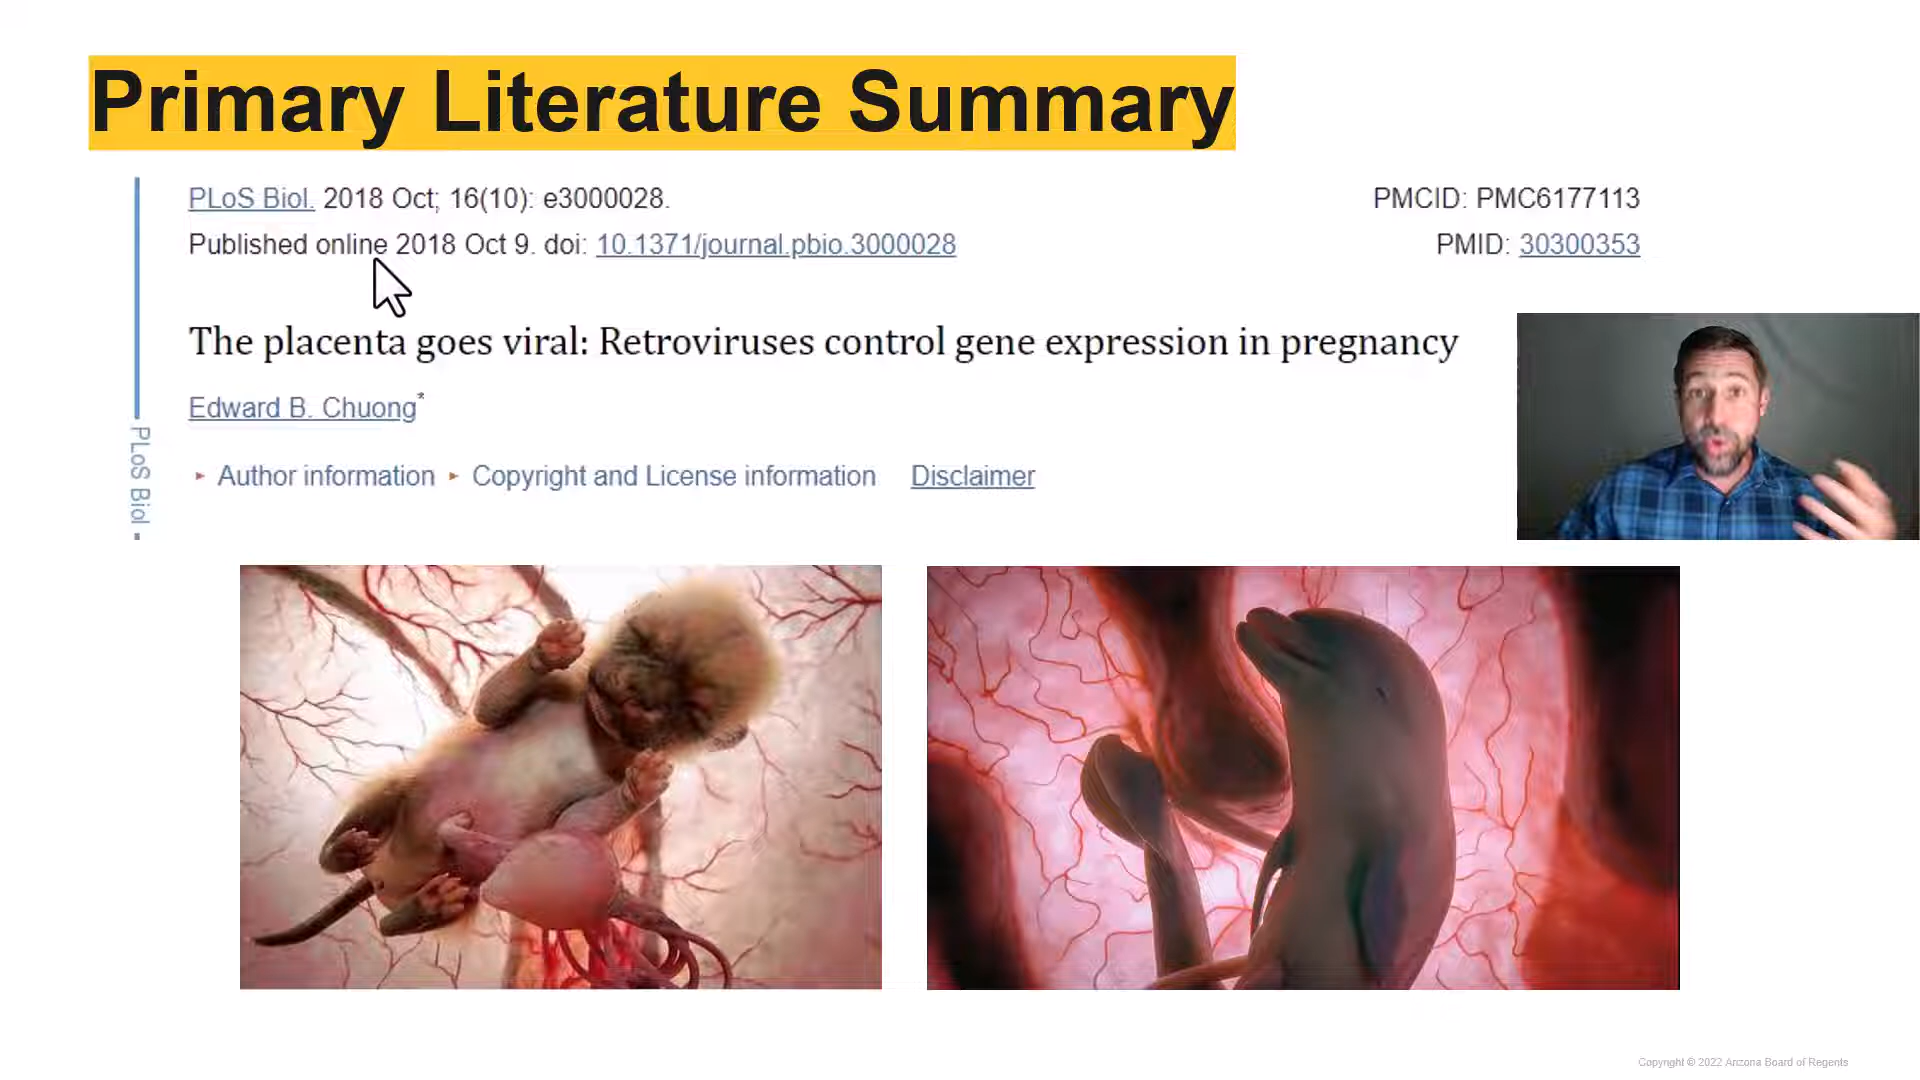 Primary Literature Summary
PLoS Biol. 2018 Oct; 16(10): e3000028.
PMCID: PMC6177113
Published online 2018 Oct 9. doi: 10.1371/journal.pbio.3000028
PMID: 30300353
The placenta goes viral: Retroviruses control gene expression in pregnancy
Edward B. Chuong*
▸ Author information ▸ Copyright and License information Disclaimer
PLoS Biol
Copyright © 2022 Arizona Board of Regents